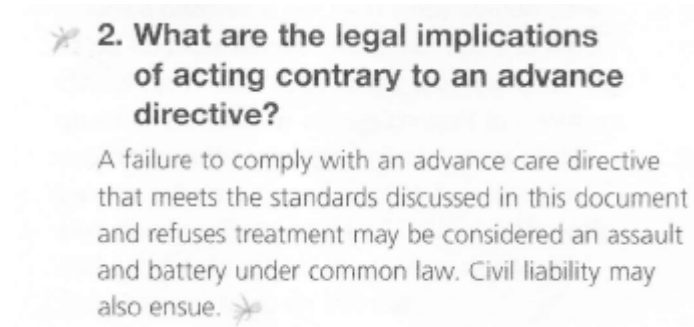 2. What are the legal implications
of acting contrary to an advance
directive?
A failure to comply with an advance care directive
that meets the standards discussed in this document
and refuses treatment may be considered an assault
and battery under common law. Civil liability may
also ensue.